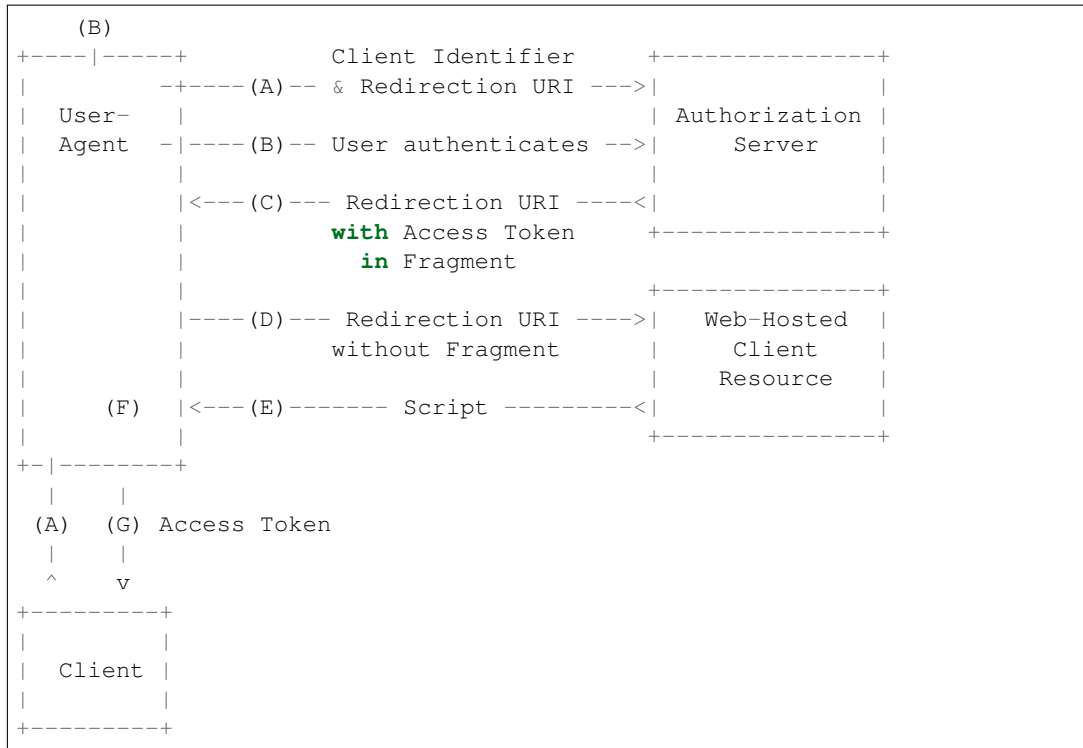 (B)
+----|-----+          Client Identifier     +---------------+
|         -+----(A)-- & Redirection URI --->|               |
|  User-   |                                | Authorization |
|  Agent  -|----(B)-- User authenticates -->|     Server    |
|          |                                |               |
|          |<---(C)--- Redirection URI ----<|               |
|          |          with Access Token     +---------------+
|          |            in Fragment
|          |                                +---------------+
|          |----(D)--- Redirection URI ---->|   Web-Hosted  |
|          |          without Fragment      |     Client    |
|          |                                |    Resource   |
|     (F)  |<---(E)------- Script ---------<|               |
|          |                                +---------------+
+-|--------+
  |    |
 (A)  (G) Access Token
  |    |
  ^    v
+---------+
|         |
|  Client |
|         |
+---------+